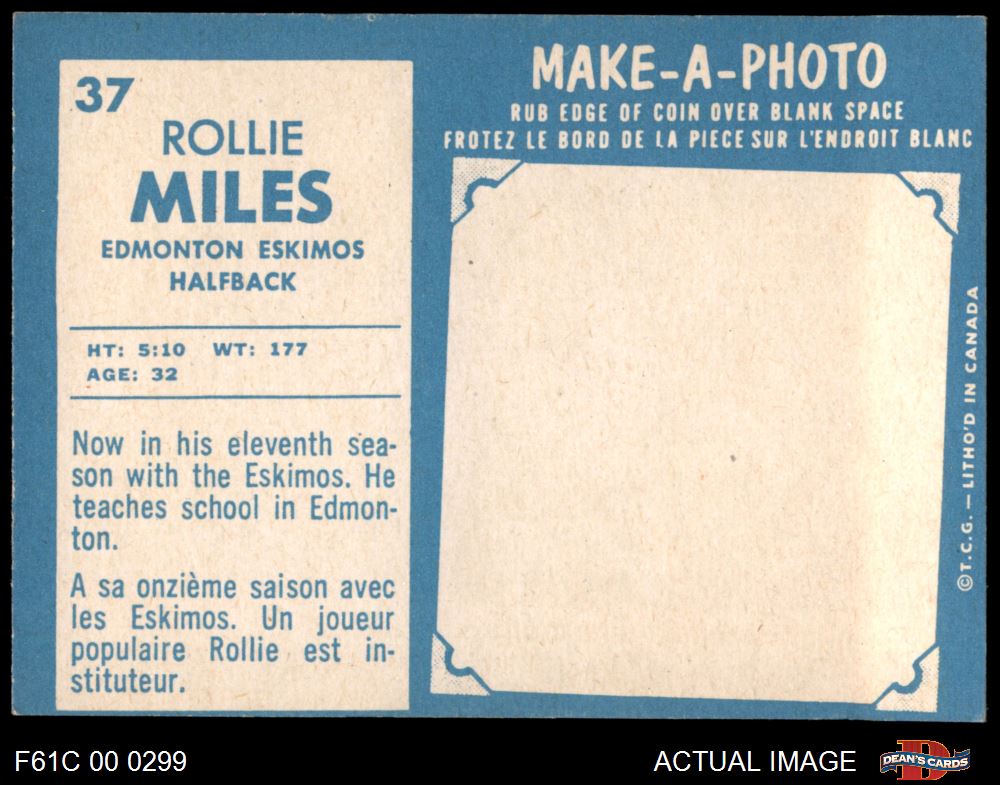 37
ROLLIE
MILES
EDMONTON ESKIMOS
HALFBACK
HT: 5:10 WT: 177
AGE: 32
Now in his eleventh sea-
son with the Eskimos. He
teaches school in Edmon-
ton.
A sa onzième saison avec
les Eskimos. Un joueur
populaire Rollie est in-
stituteur.
MAKE-A-PHOTO
RUB EDGE OF COIN OVER BLANK SPACE
FROTEZ LE BORD DE LA PIECE SUR L'ENDROIT BLANC
©T.C.G. — LITHO'D IN CANADA
F61C 00 0299
ACTUAL IMAGE
D
DEAN'S CARDS